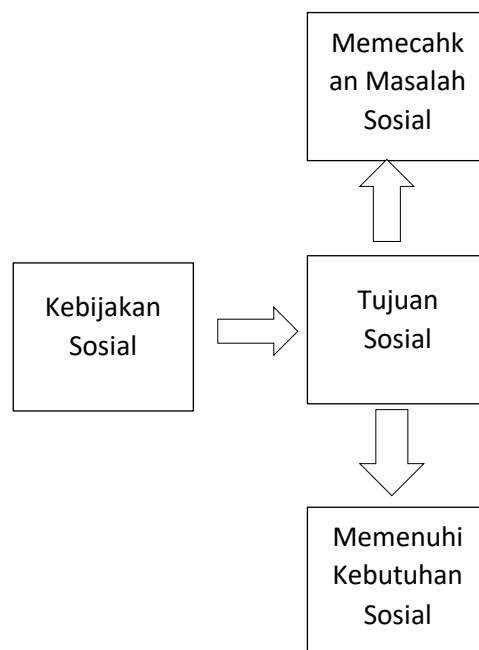 Memecahk
an Masalah
Sosial
Kebijakan
Sosial
Tujuan
Sosial
Memenuhi
Kebutuhan
Sosial